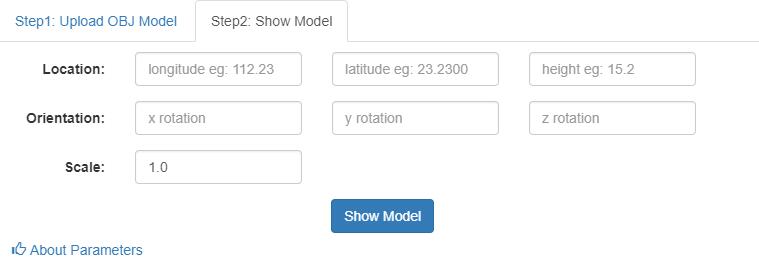 Step1: Upload OBJ Model Step2: Show Model
Location: longitude eg: 112.23 latitude eg: 23.2300 height eg: 15.2
Orientation: x rotation y rotation z rotation
Scale: 1.0
Show Model
About Parameters